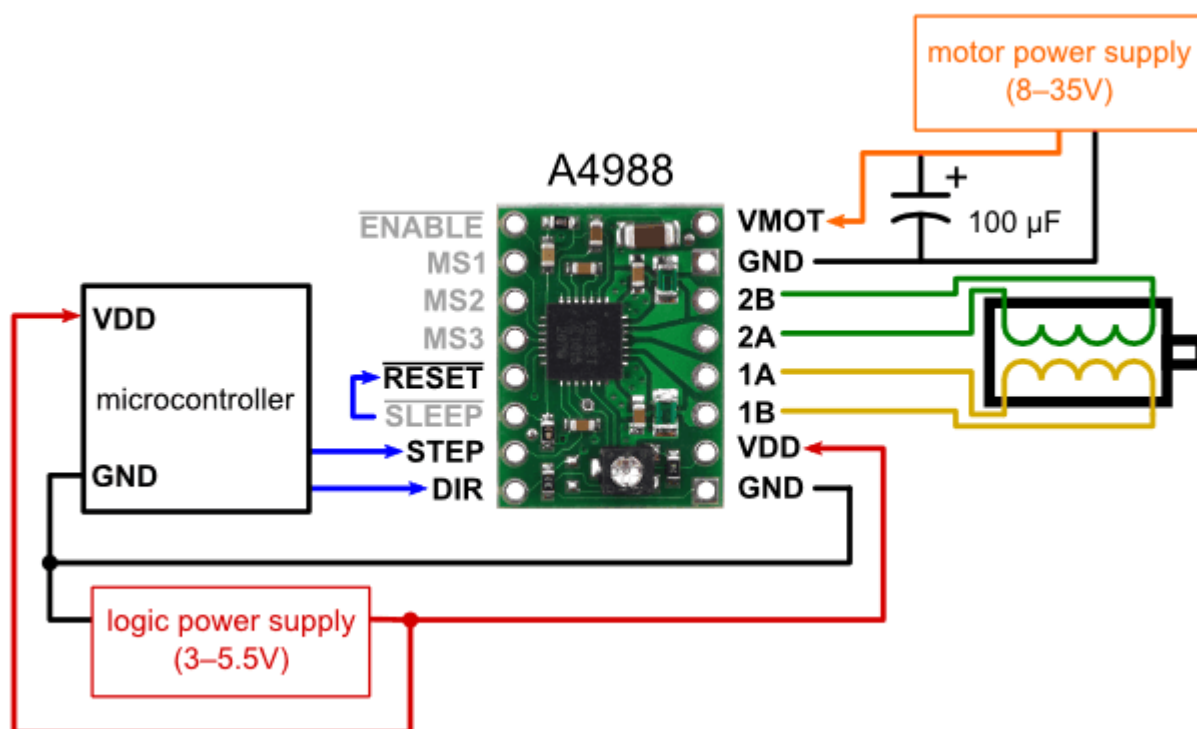 motor power supply
(8–35V)
A4988
+
100 µF
ENABLE
MS1
MS2
MS3
RESET
SLEEP
STEP
DIR
VMOT
GND
2B
2A
1A
1B
VDD
GND
VDD
microcontroller
GND
logic power supply
(3–5.5V)